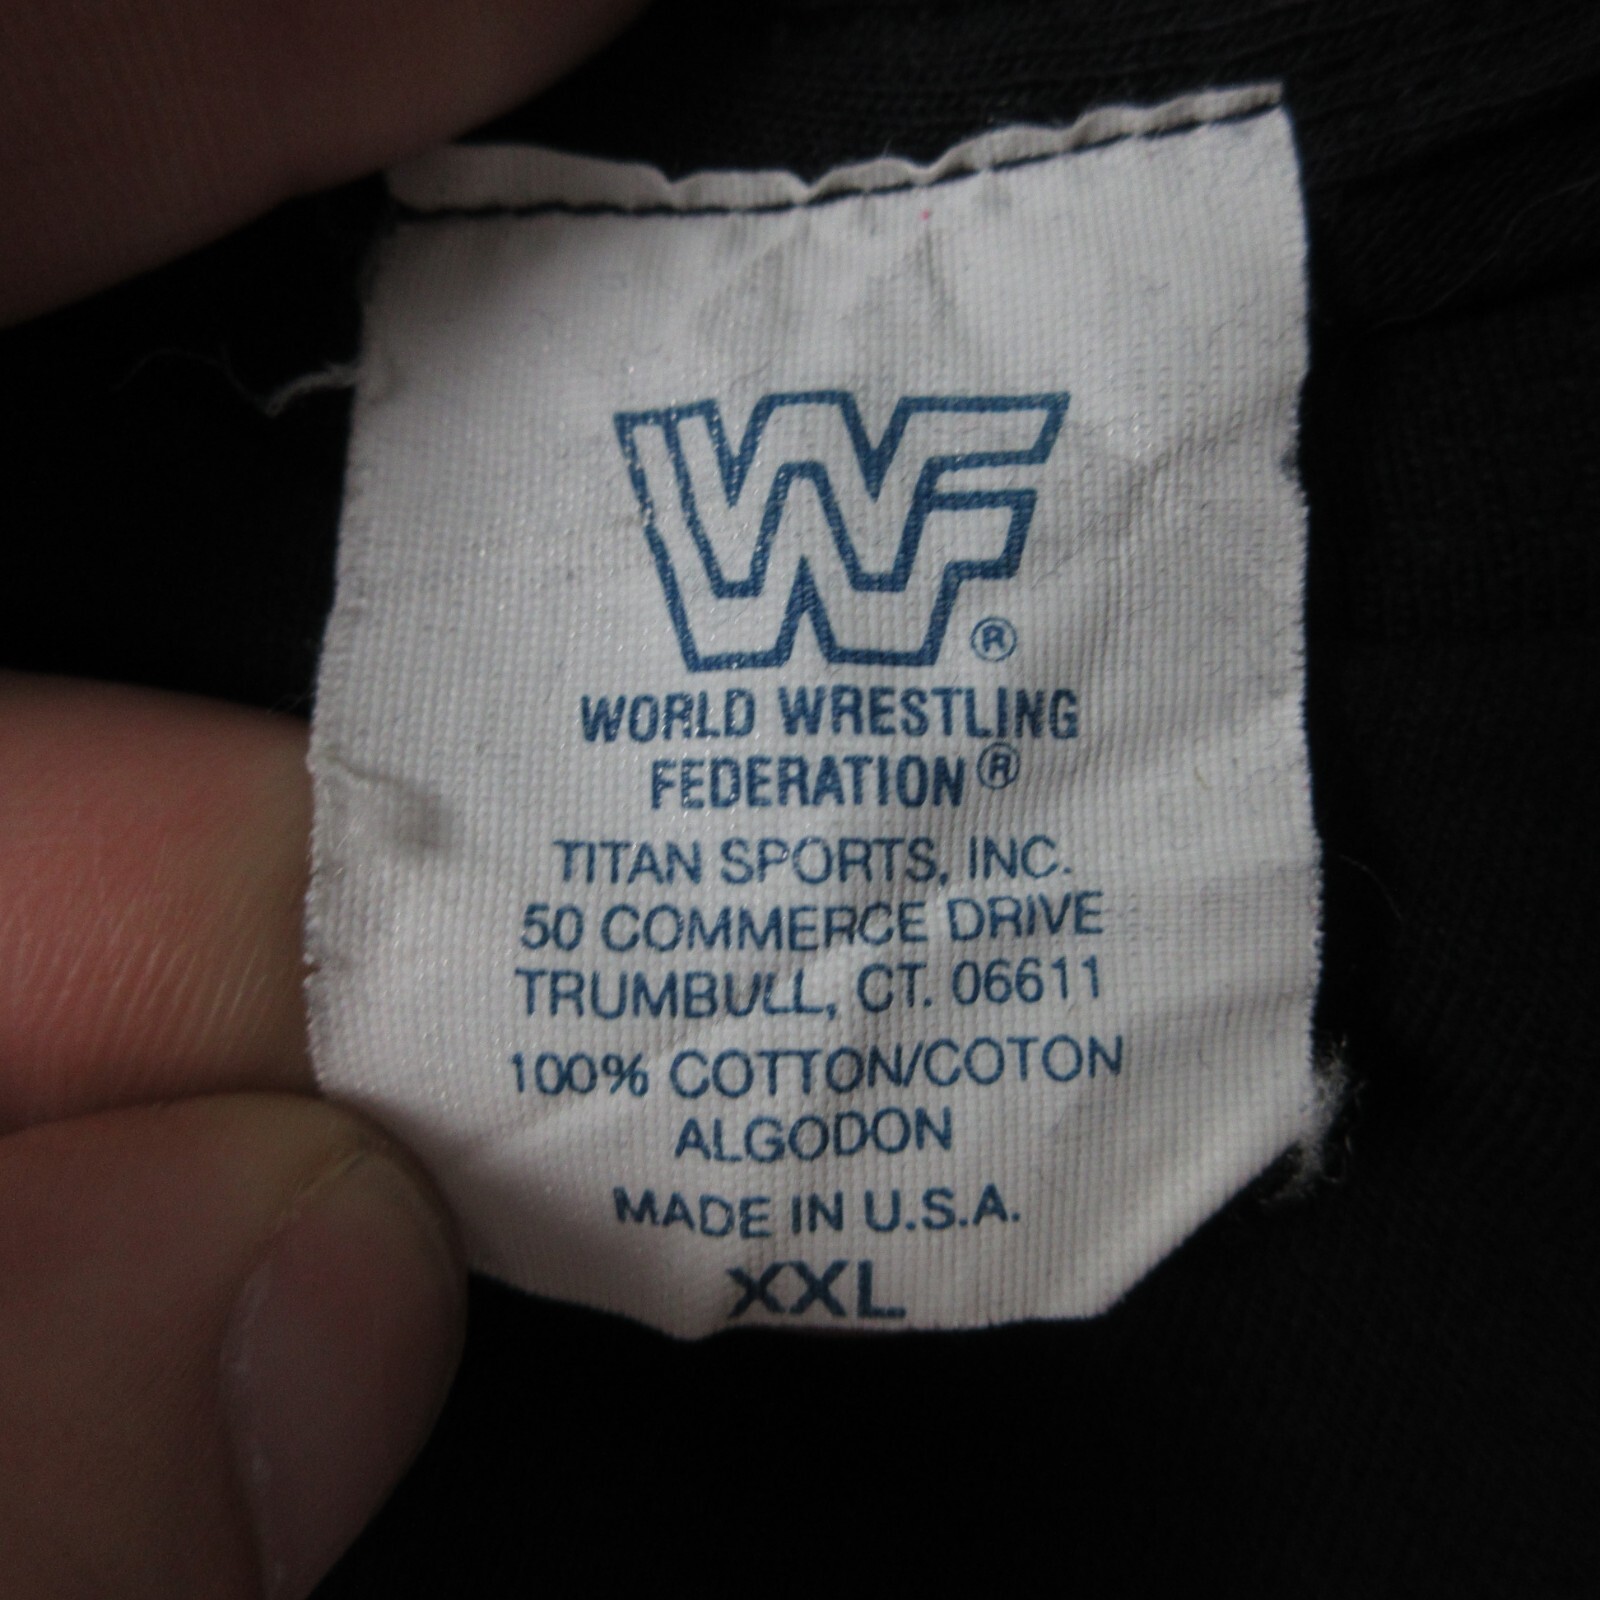 WF®
WORLD WRESTLING
FEDERATION®
TITAN SPORTS, INC.
50 COMMERCE DRIVE
TRUMBULL, CT. 06611
100% COTTON/COTON
ALGODON
MADE IN U.S.A.
XXL